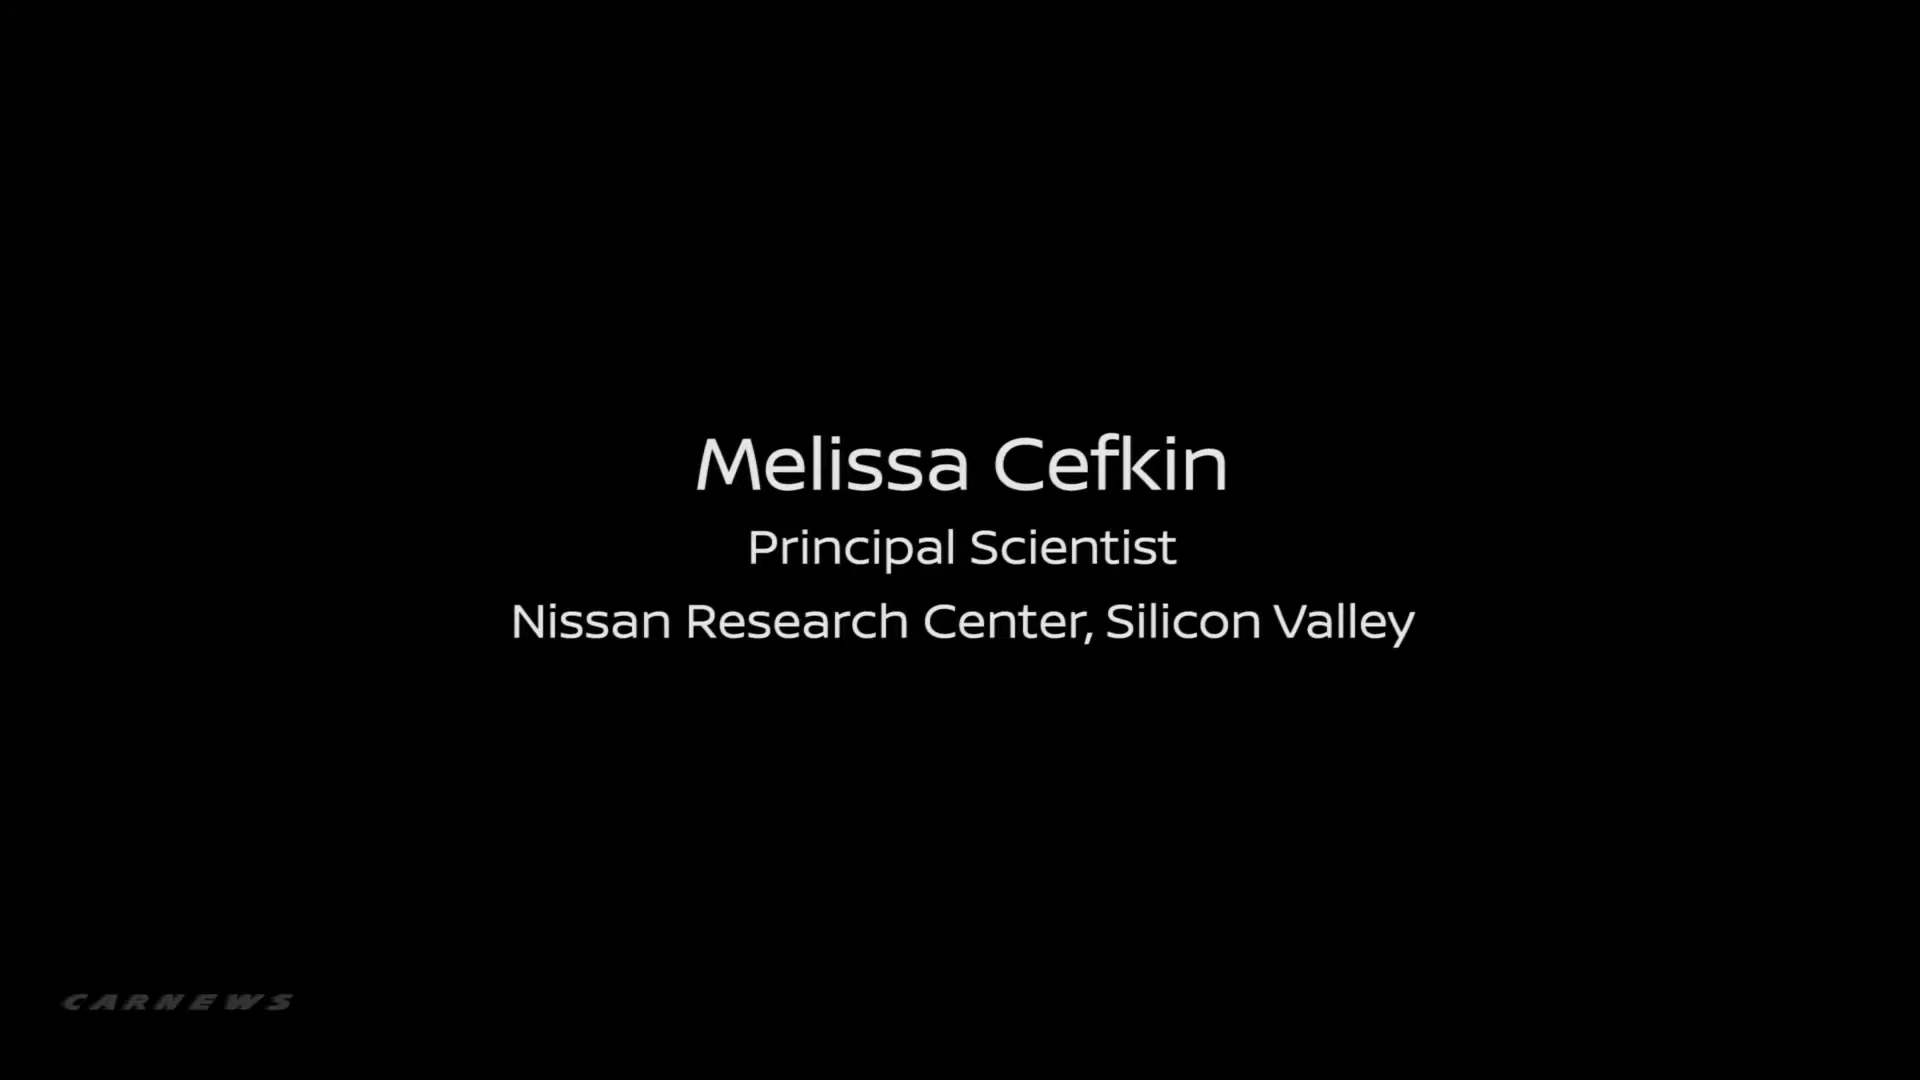 Melissa Cefkin
Principal Scientist
Nissan Research Center, Silicon Valley
CARNEWS